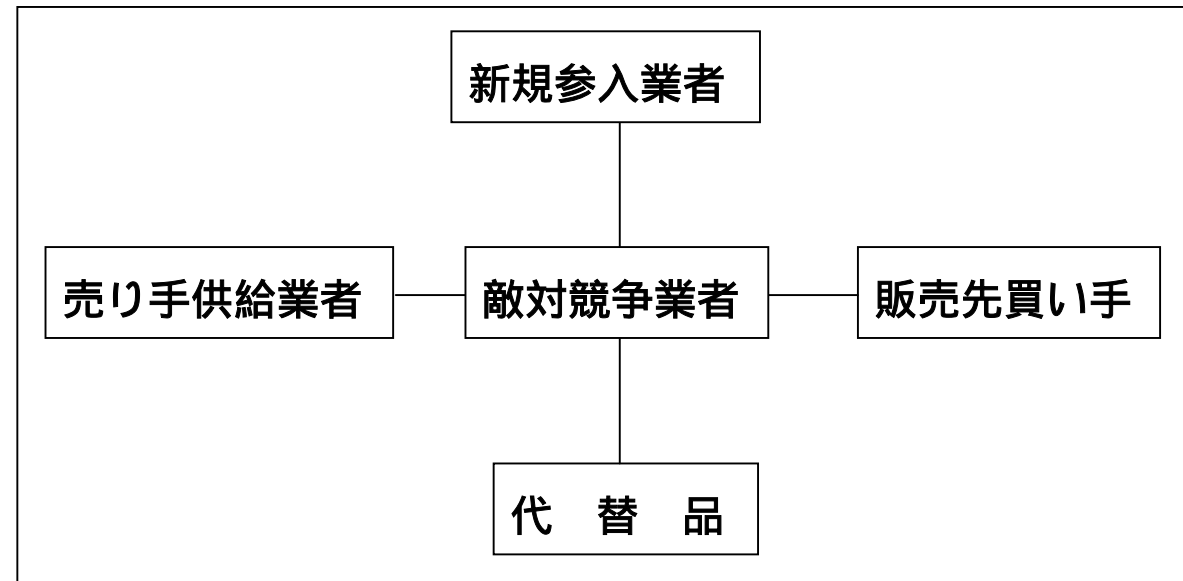 新規参入業者
売り手供給業者
敵対競争業者
販売先買い手
代　替　品